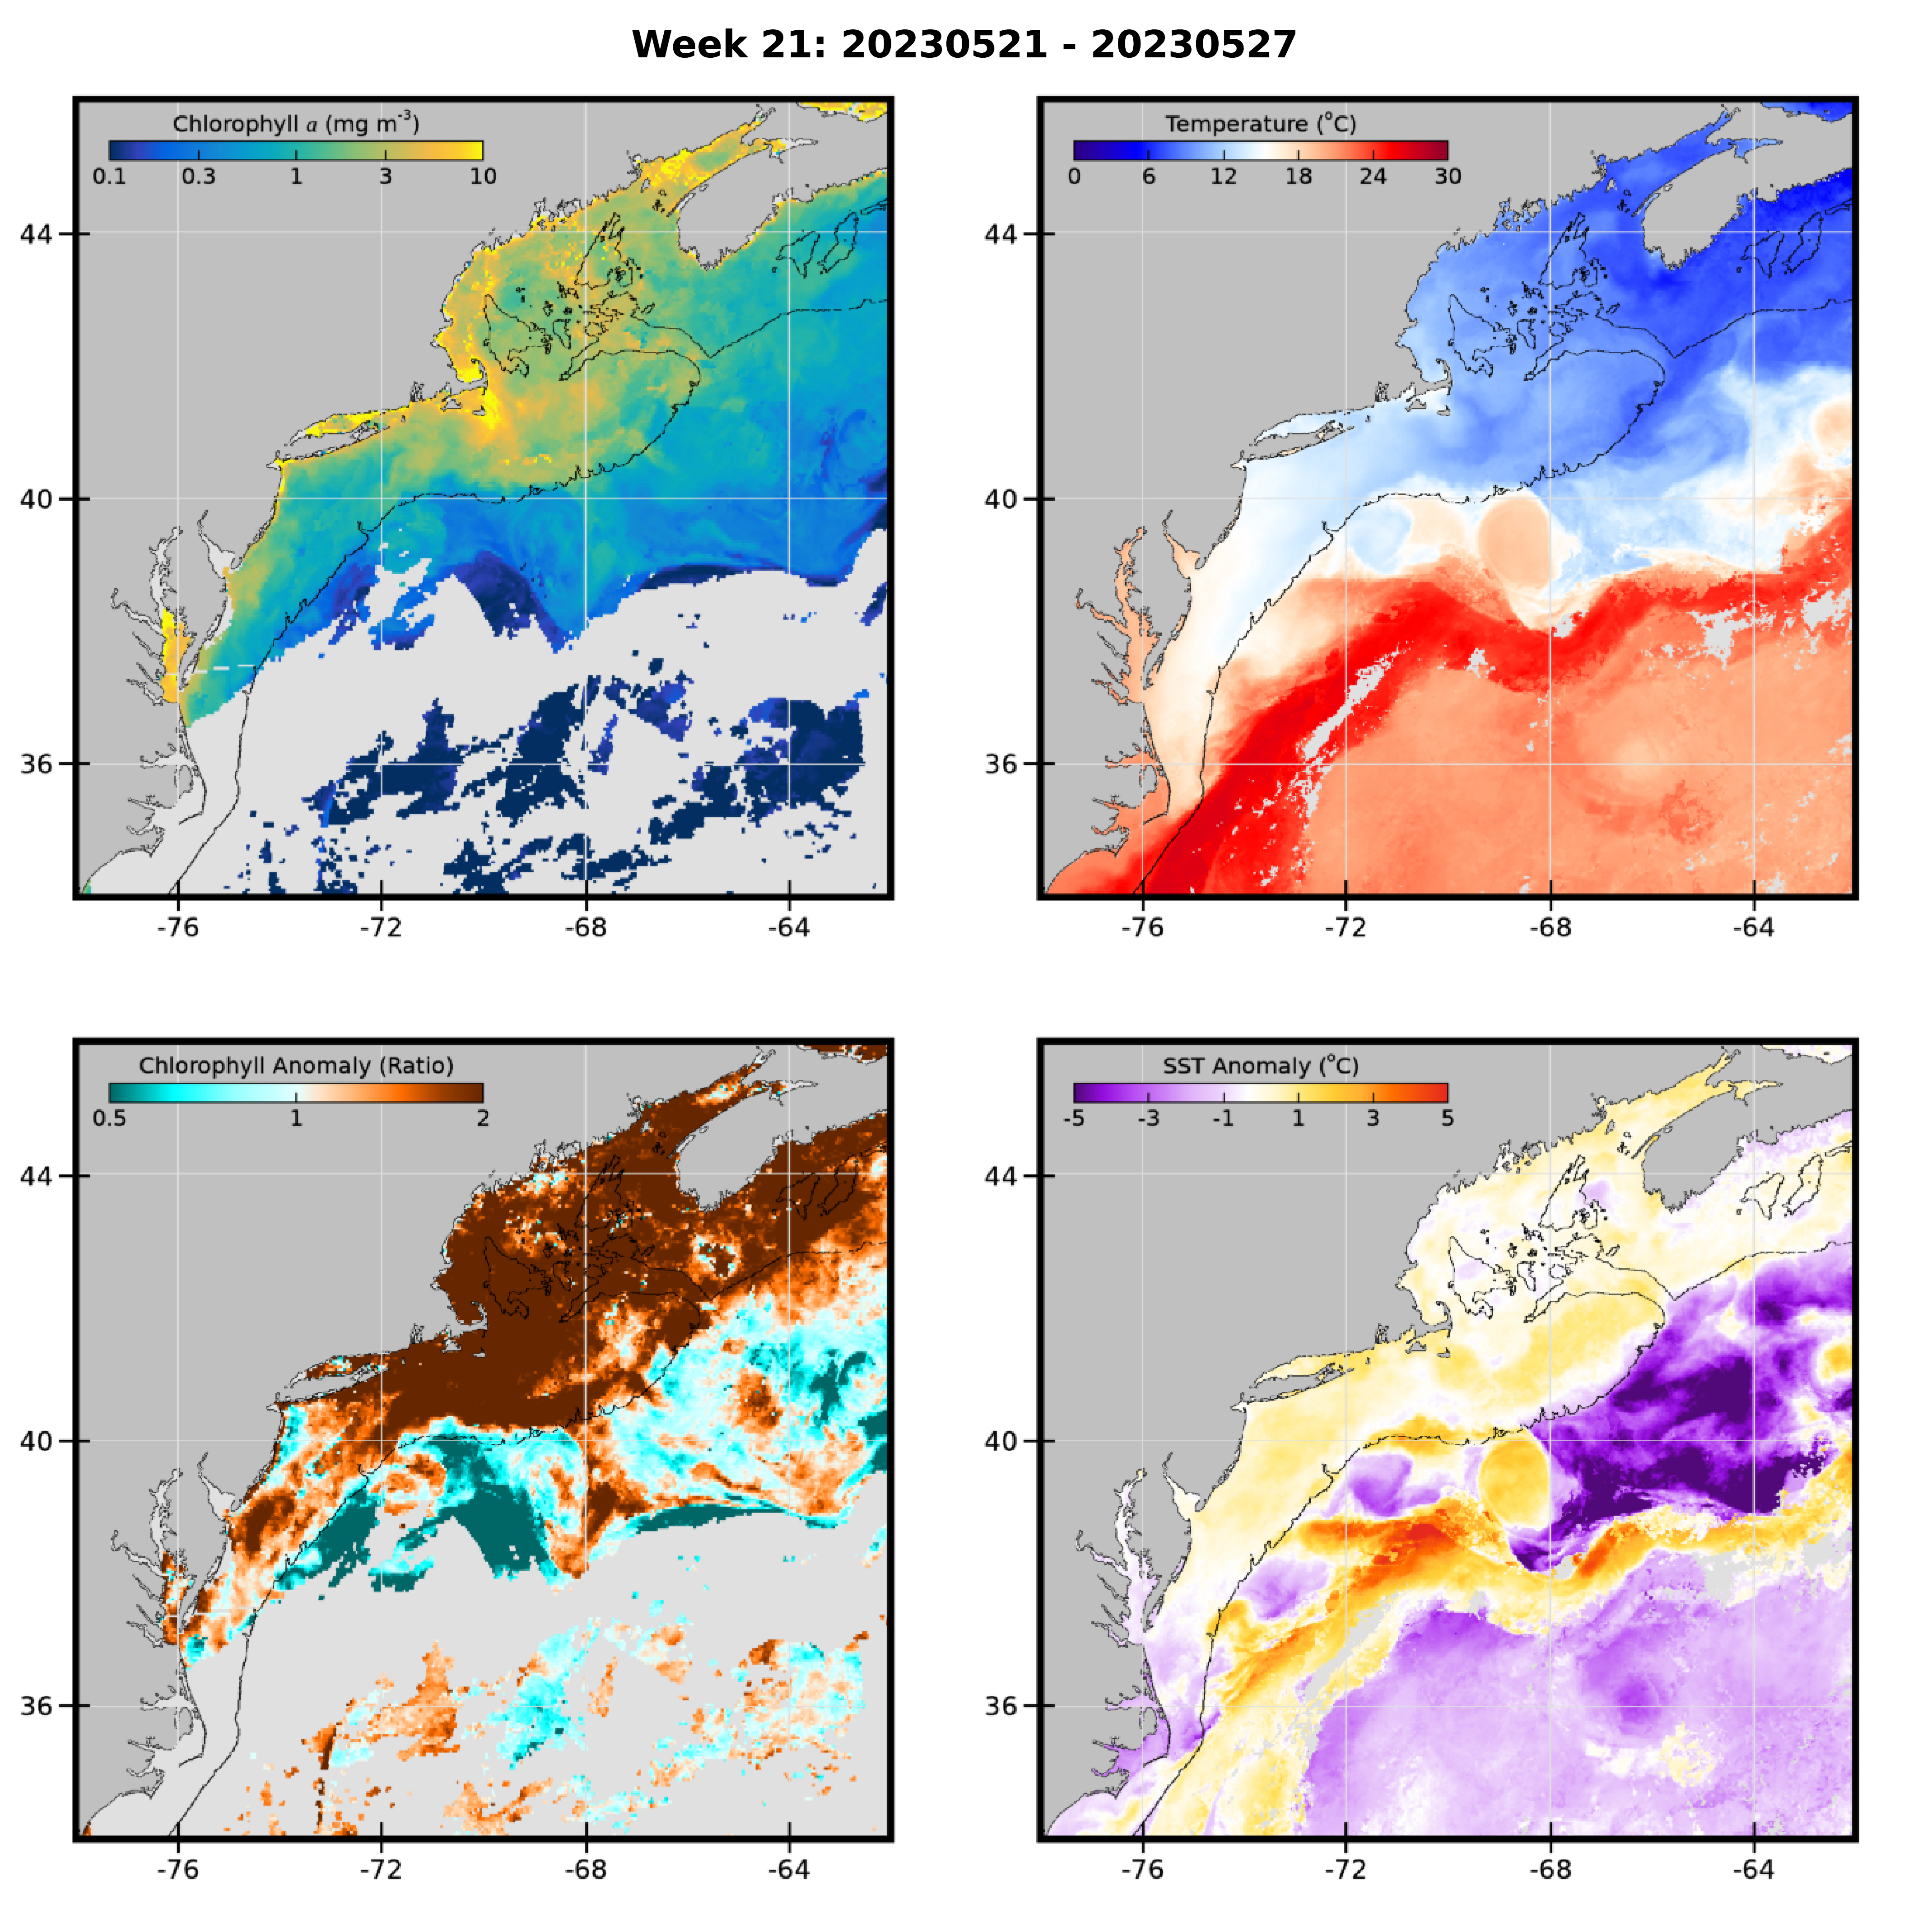 Week 21: 20230521 - 20230527
Chlorophyll a (mg m⁻³)
0.1 0.3 1 3 10
44
40
36
-76 -72 -68 -64
Temperature (°C)
0 6 12 18 24 30
44
40
36
-76 -72 -68 -64
Chlorophyll Anomaly (Ratio)
0.5 1 2
44
40
36
-76 -72 -68 -64
SST Anomaly (°C)
-5 -3 -1 1 3 5
44
40
36
-76 -72 -68 -64